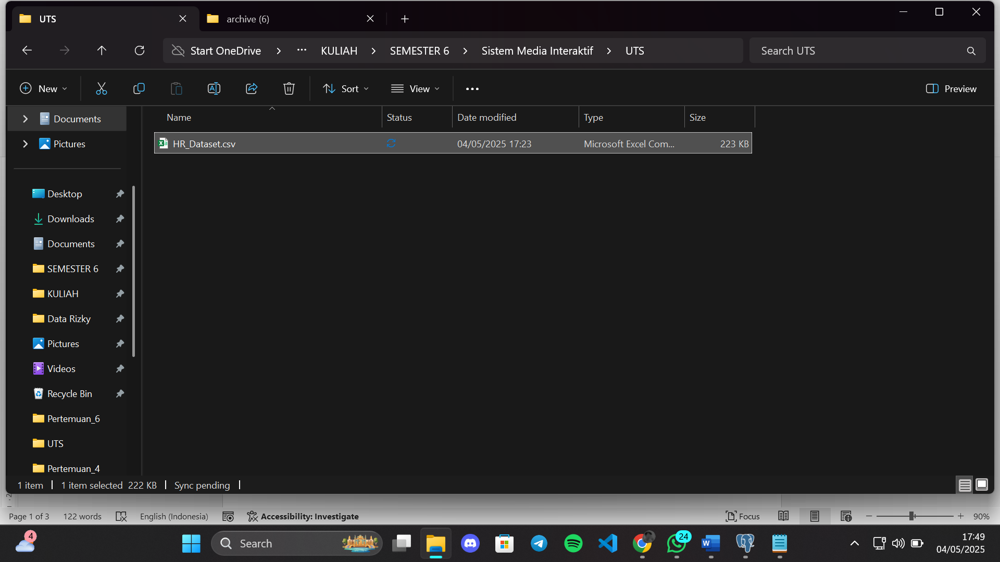 UTS
archive (6)
Start OneDrive > ... KULIAH > SEMESTER 6 > Sistem Media Interaktif > UTS
Search UTS
New
Sort
View
Preview
Documents
Pictures
Name Status Date modified Type Size
HR_Dataset.csv 04/05/2025 17:23 Microsoft Excel Com... 223 KB
Desktop
Downloads
Documents
SEMESTER 6
KULIAH
Data Rizky
Pictures
Videos
Recycle Bin
Pertemuan_6
UTS
Pertemuan_4
1 item | 1 item selected 222 KB | Sync pending |
Page 1 of 3 122 words English (Indonesia) Accessibility: Investigate Focus 90%
4
Search
24
17:49
04/05/2025